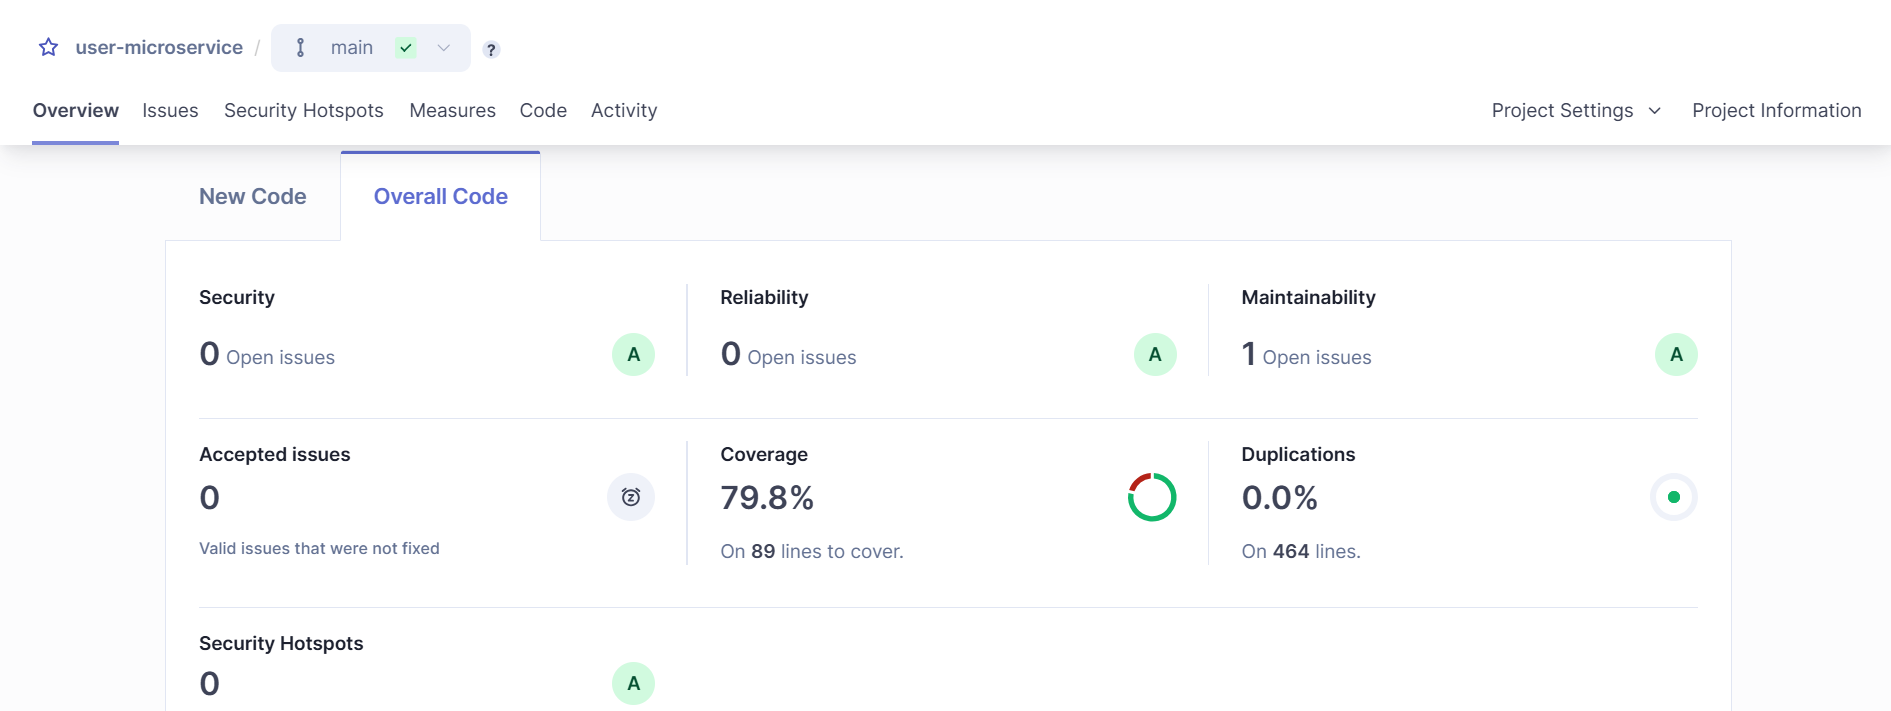 user-microservice / main ?
Overview Issues Security Hotspots Measures Code Activity Project Settings Project Information
New Code Overall Code
Security Reliability Maintainability
0 Open issues A 0 Open issues A 1 Open issues A
Accepted issues Coverage Duplications
0 79.8% 0.0%
Valid issues that were not fixed On 89 lines to cover. On 464 lines.
Security Hotspots
0 A